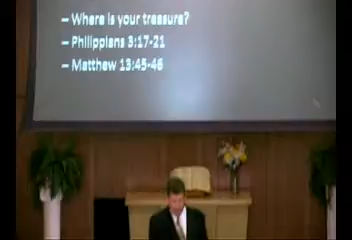 – Where is your treasure?
– Philippians 3:17-21
– Matthew 13:45-46